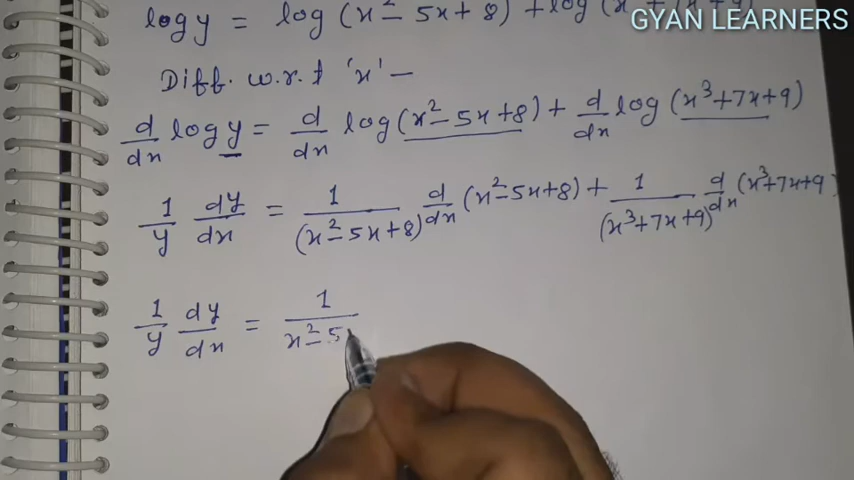 GYAN LEARNERS
log y = log (x² - 5x + 8) + log (x
Diff. w.r.t 'x' -
d/dx log y = d/dx log (x² - 5x + 8) + d/dx log (x³ + 7x + 9)
1/y dy/dx = 1/(x² - 5x + 8) d/dx (x² - 5x + 8) + 1/(x³ + 7x + 9) d/dx (x³ + 7x + 9)
1/y dy/dx = 1/x² - 5